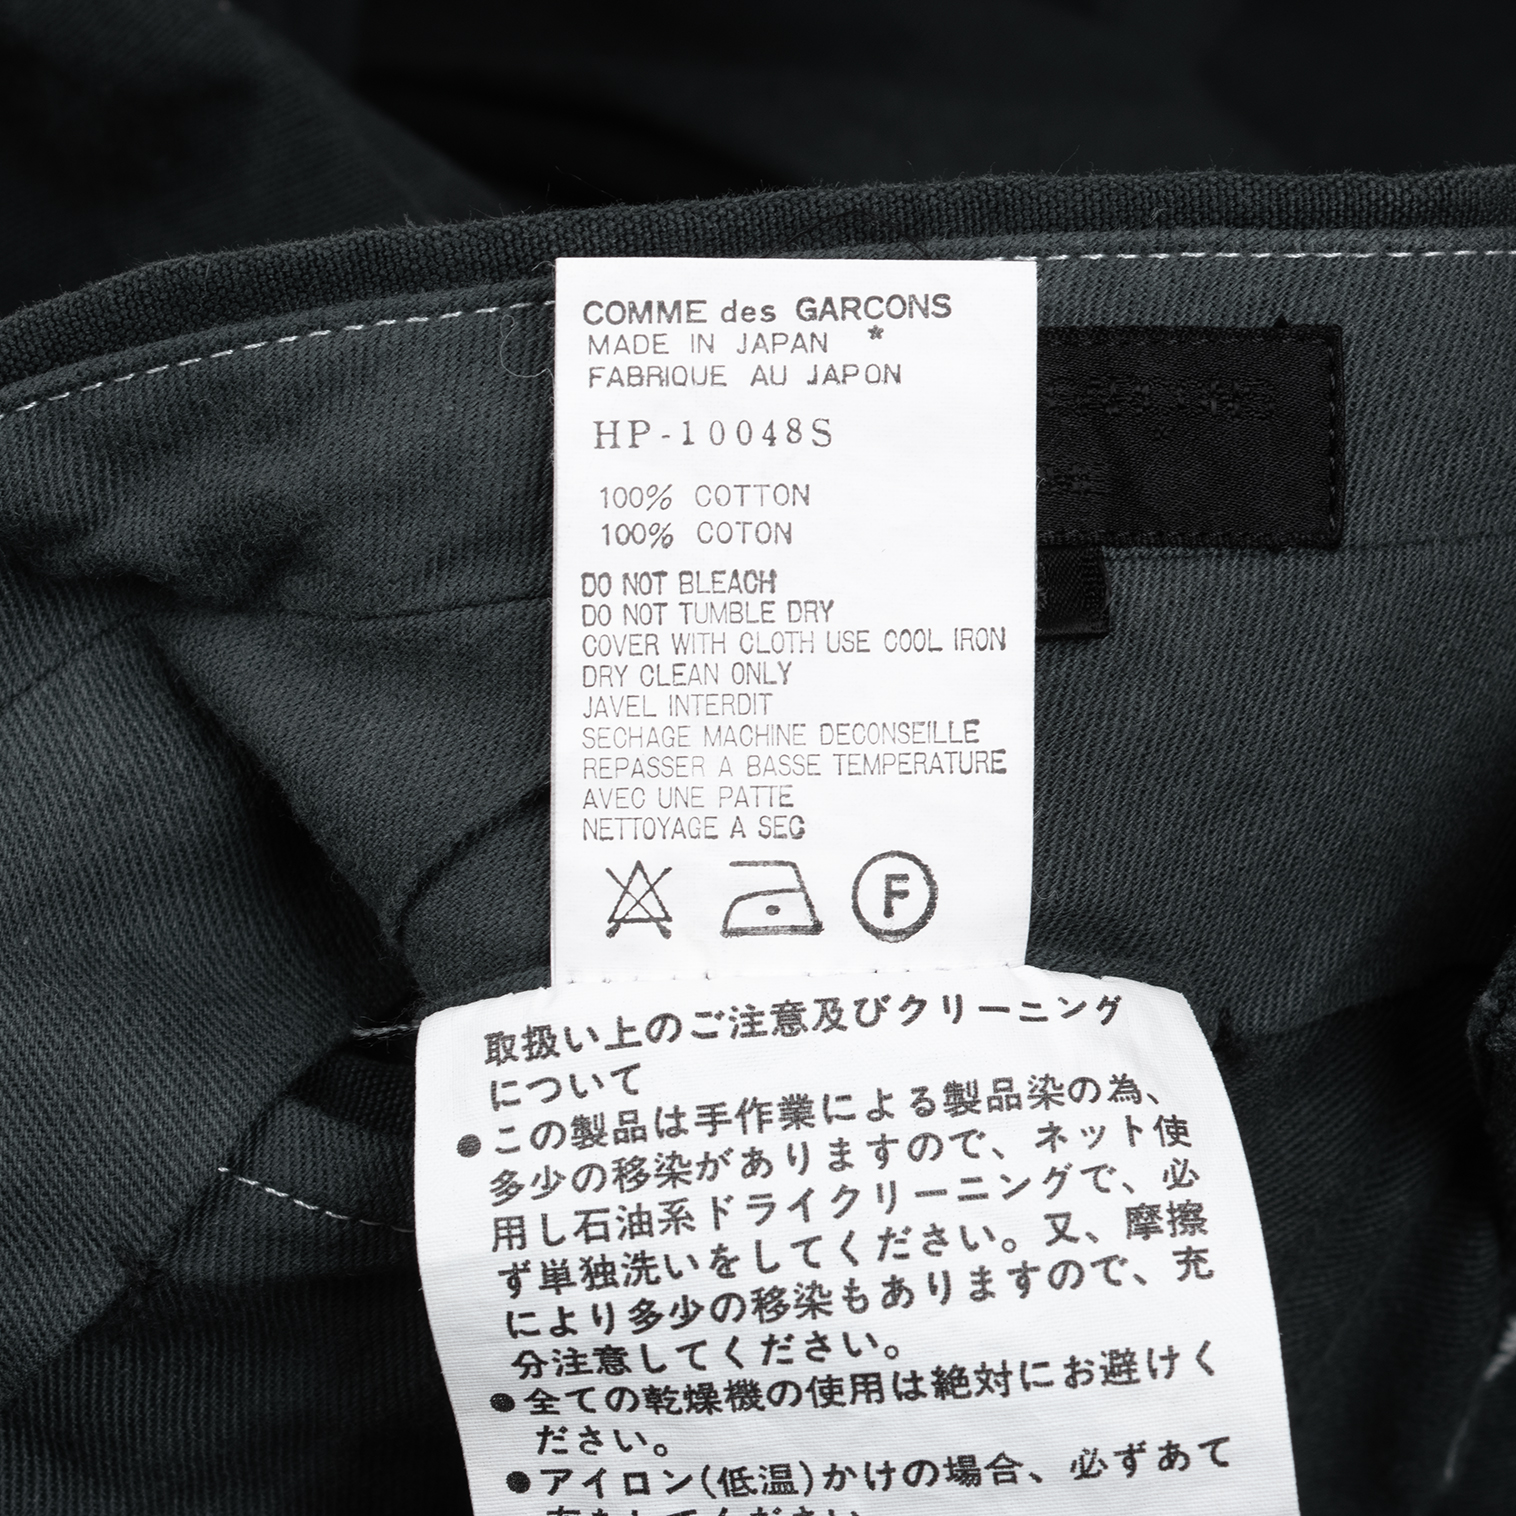 COMME des GARCONS
MADE IN JAPAN *
FABRIQUE AU JAPON
HP-10048S
100% COTTON
100% COTON
DO NOT BLEACH
DO NOT TUMBLE DRY
COVER WITH CLOTH USE COOL IRON
DRY CLEAN ONLY
JAVEL INTERDIT
SECHAGE MACHINE DECONSEILLE
REPASSER A BASSE TEMPERATURE
AVEC UNE PATTE
NETTOYAGE A SEC
F
取扱い上のご注意及びクリーニング
について
●この製品は手作業による製品染の為、
多少の移染がありますので、ネット使
用し石油系ドライクリーニングで、必
ず単独洗いをしてください。又、摩擦
により多少の移染もありますので、充
分注意してください。
●全ての乾燥機の使用は絶対にお避けく
ださい。
●アイロン(低温)かけの場合、必ずあて